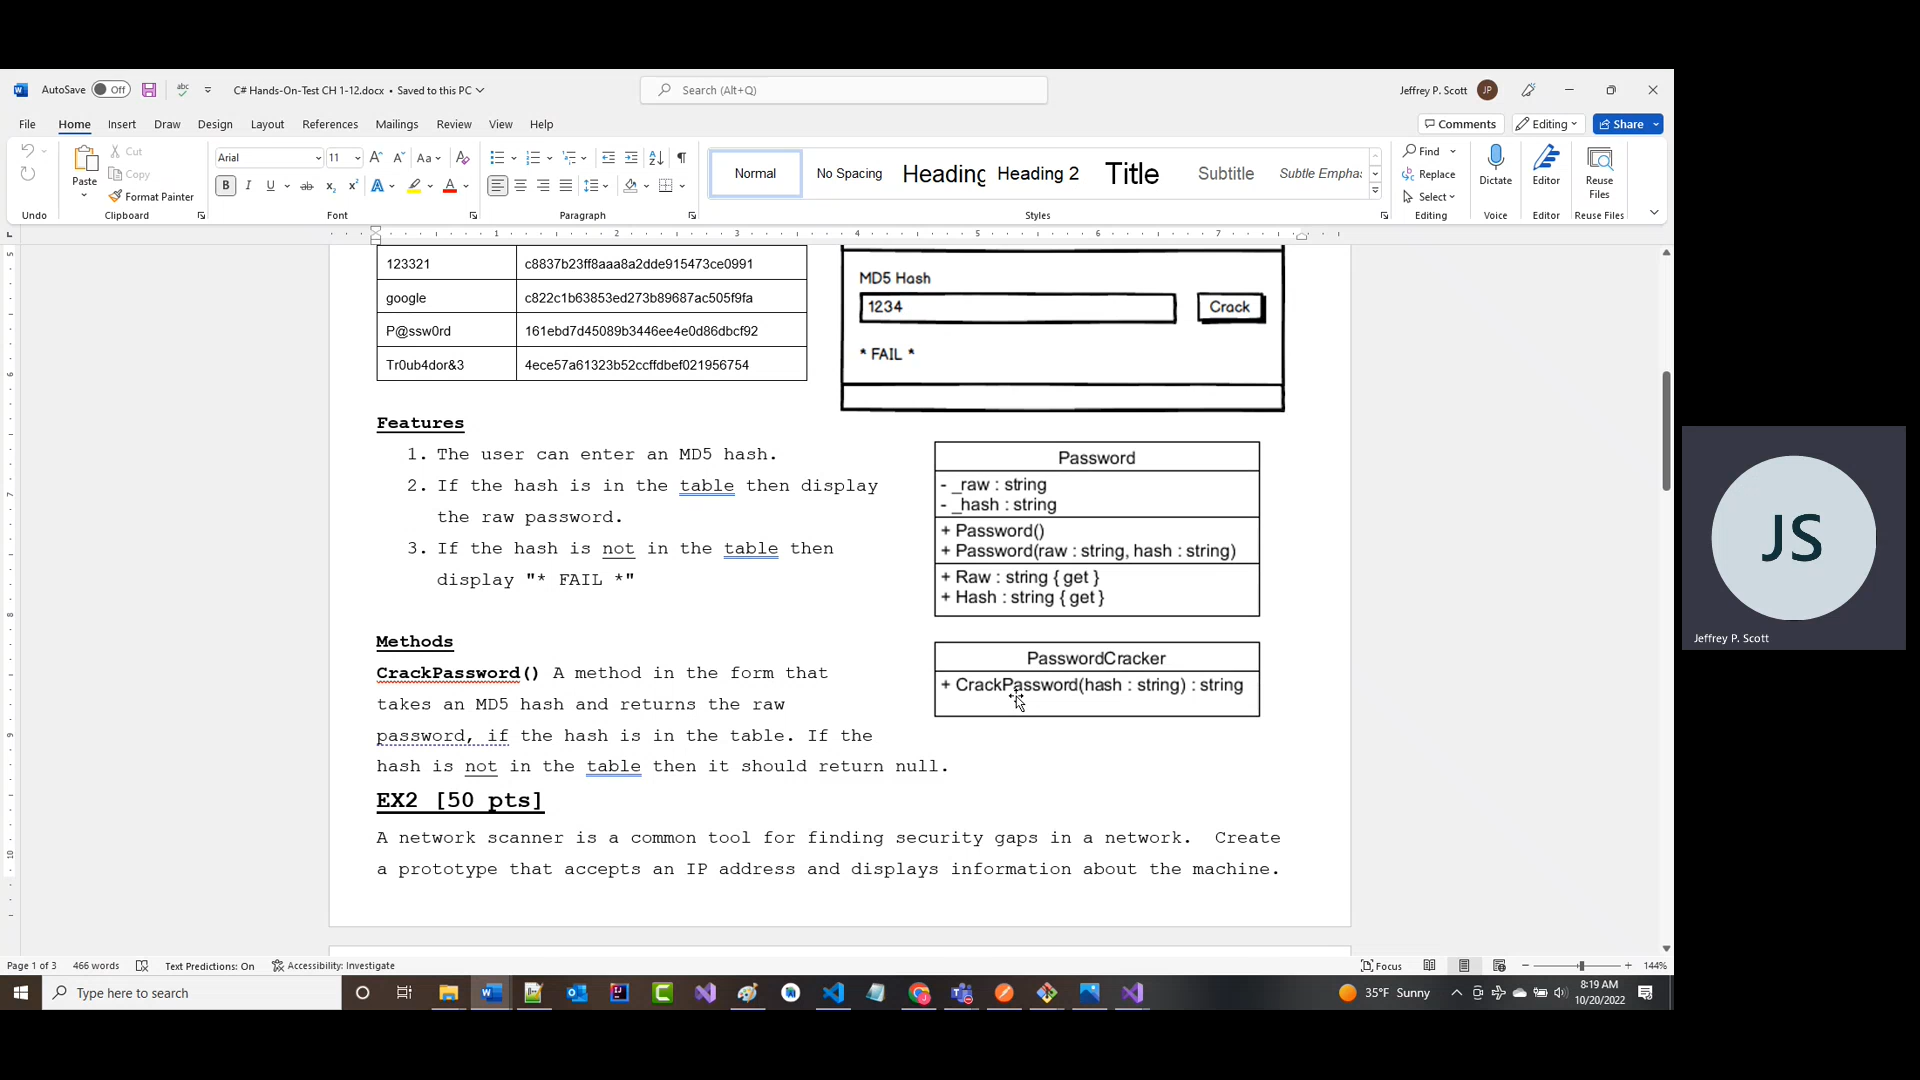 AutoSave Off C# Hands-On-Test CH 1-12.docx • Saved to this PC Search (Alt+Q) Jeffrey P. Scott JP
File Home Insert Draw Design Layout References Mailings Review View Help Comments Editing Share
Paste Cut Copy Format Painter
Arial 11
Normal No Spacing Heading Heading 2 Title Subtitle Subtle Empha
Find Replace Select Dictate Editor Reuse Files
Undo Clipboard Font Paragraph Styles Editing Voice Editor Reuse Files
1 2 3 4 5 6 7
123321 c8837b23ff8aaa8a2dde915473ce0991
google c822c1b63853ed273b89687ac505f9fa
P@ssw0rd 161ebd7d45089b3446ee4e0d86dbcf92
Tr0ub4dor&3 4ece57a61323b52ccffdbef021956754
MD5 Hash
1234 Crack
* FAIL *
Features
1. The user can enter an MD5 hash.
2. If the hash is in the table then display
the raw password.
3. If the hash is not in the table then
display "* FAIL *"
Password
- _raw : string
- _hash : string
+ Password()
+ Password(raw : string, hash : string)
+ Raw : string { get }
+ Hash : string { get }
Methods
CrackPassword() A method in the form that
takes an MD5 hash and returns the raw
password, if the hash is in the table. If the
hash is not in the table then it should return null.
PasswordCracker
+ CrackPassword(hash : string) : string
EX2 [50 pts]
A network scanner is a common tool for finding security gaps in a network. Create
a prototype that accepts an IP address and displays information about the machine.
JS
Jeffrey P. Scott
Page 1 of 3 466 words Text Predictions: On Accessibility: Investigate Focus 144%
Type here to search 35°F Sunny 8:19 AM
10/20/2022